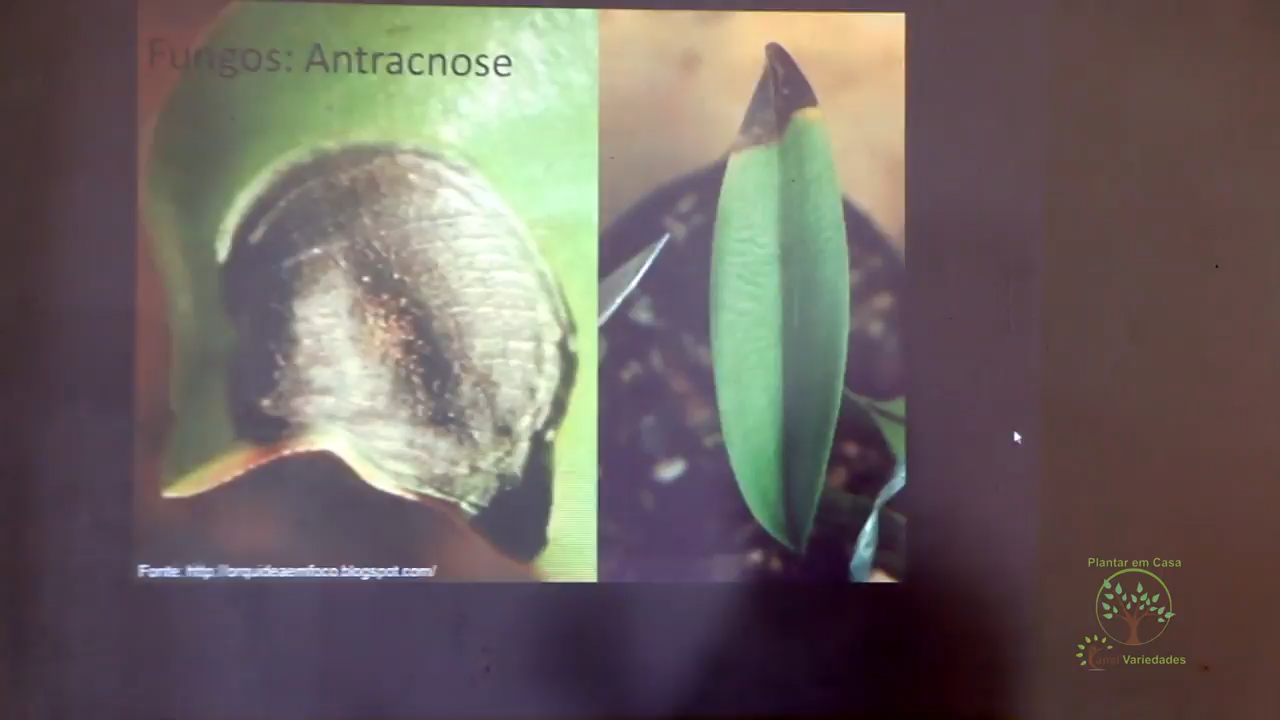 Fungos: Antracnose
Fonte: http://orquideaemfoco.blogspot.com/
Plantar em Casa
Canal Variedades